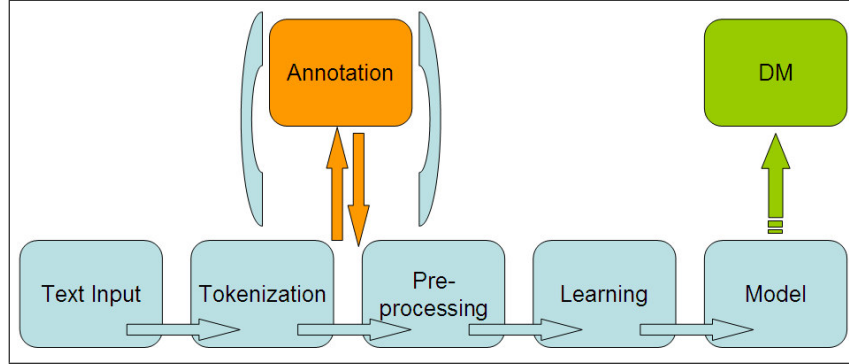 Annotation
DM
Text Input
Tokenization
Pre-
processing
Learning
Model